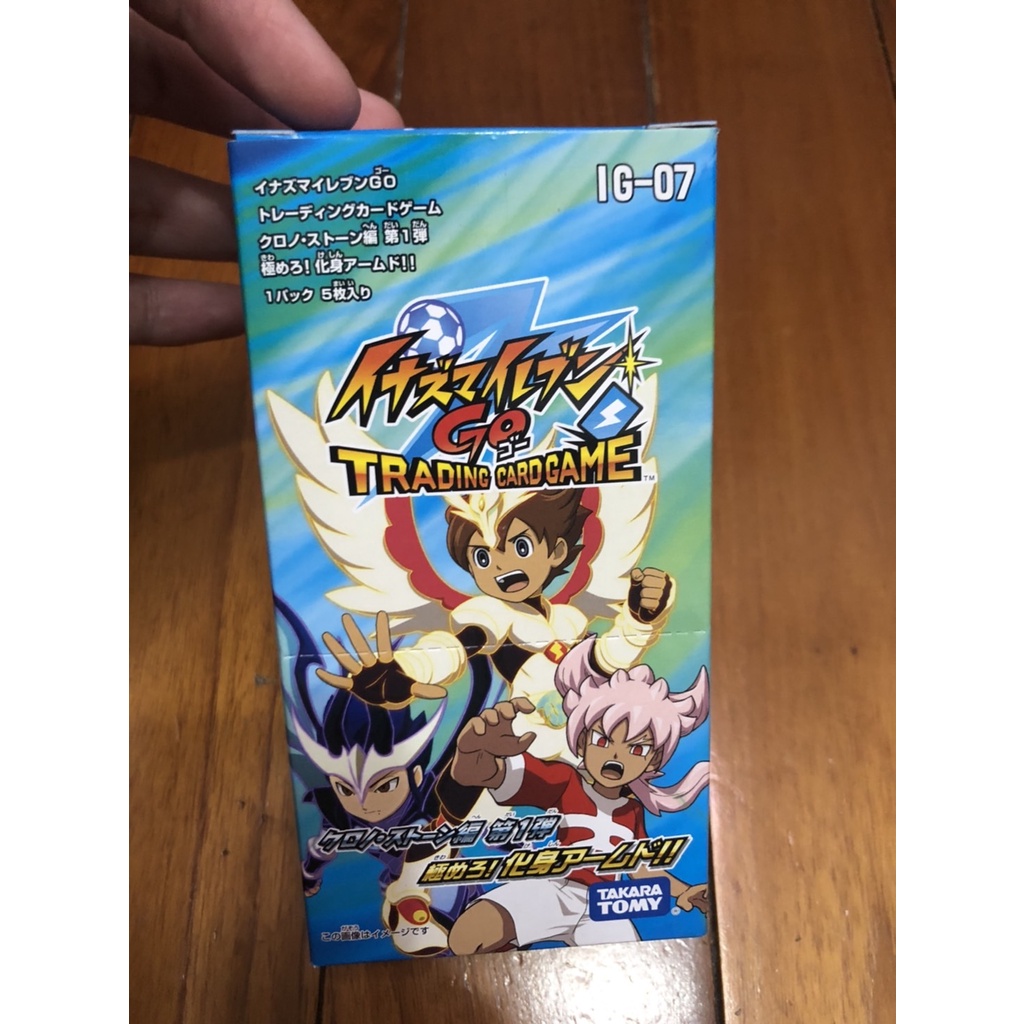 イナズマイレブンGO
トレーディングカードゲーム
クロノ・ストーン編 第1弾
極めろ! 化身アームド!!
1パック 5枚入り
IG-07
イナズマイレブン
GO
ゴー
TRADING CARD GAME™
クロノ・ストーン編 第1弾
極めろ! 化身アームド!!
TAKARA
TOMY
この画像はイメージです